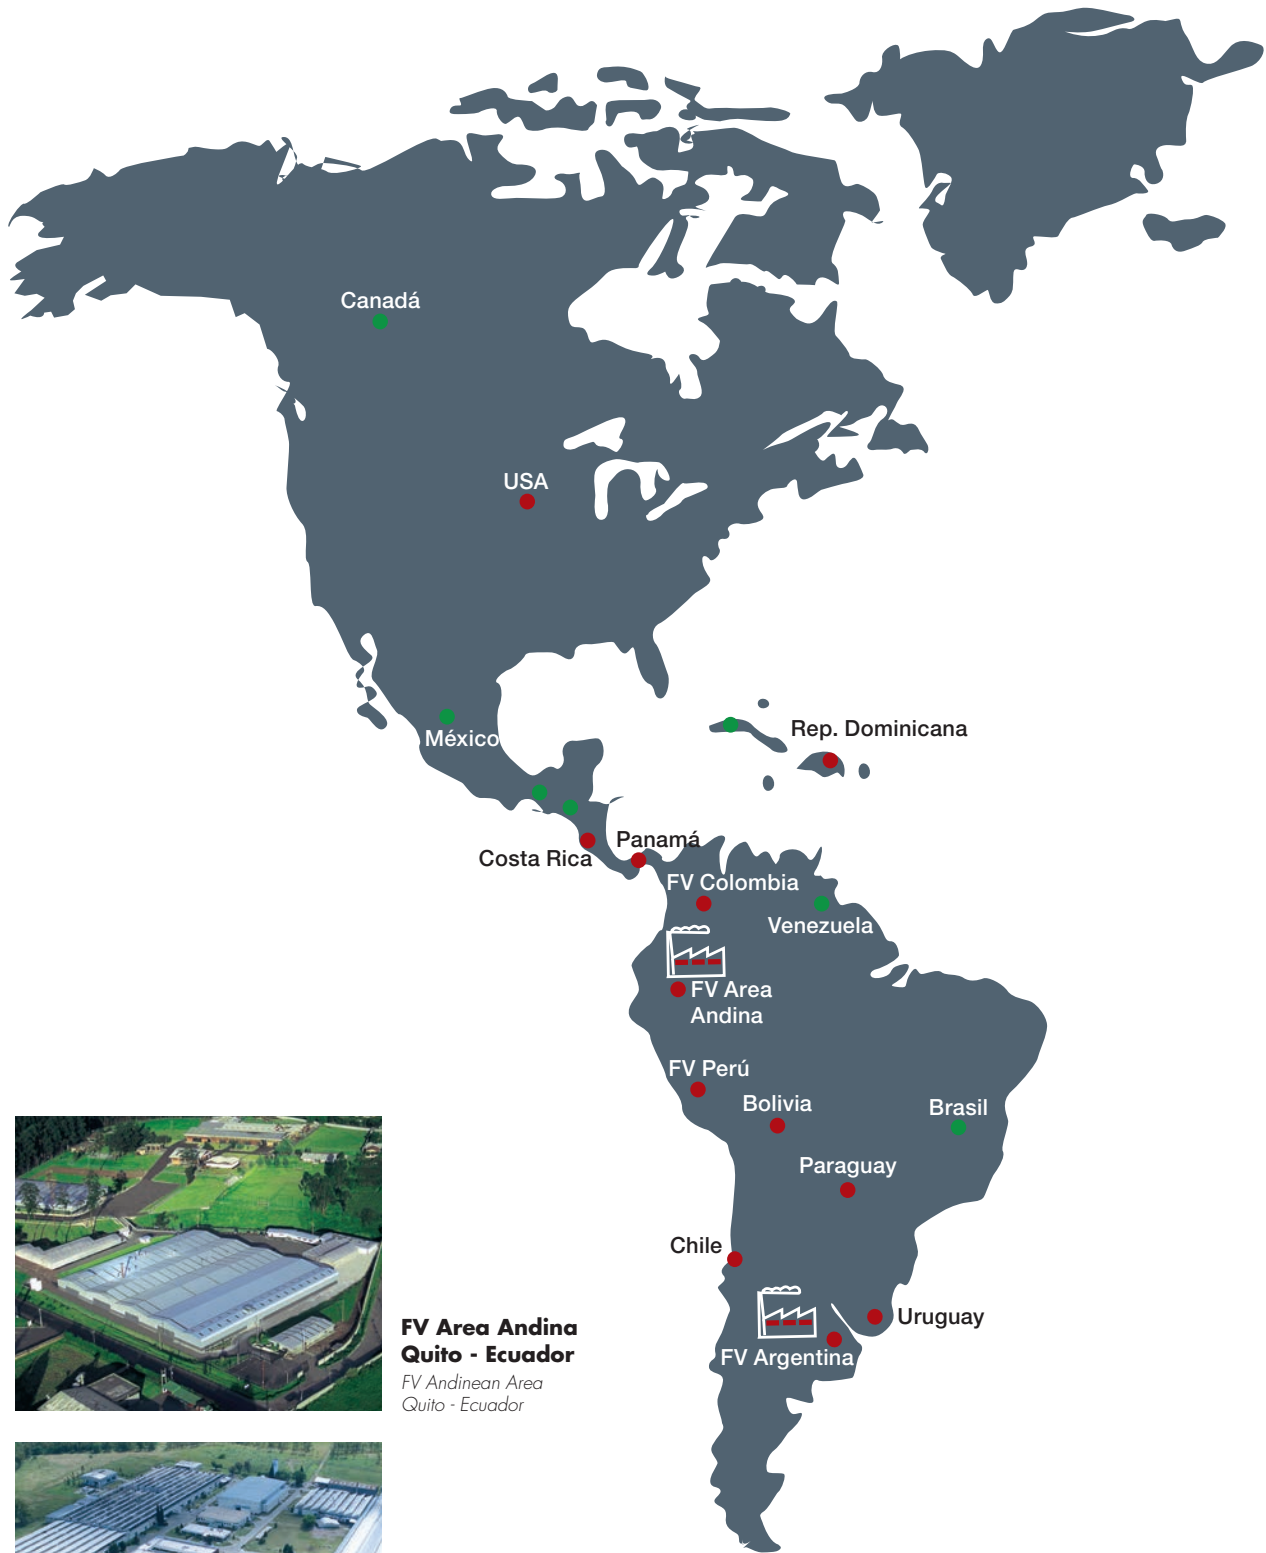 Canadá
USA
México
Rep. Dominicana
Costa Rica
Panamá
FV Colombia
Venezuela
FV Area
Andina
FV Perú
Bolivia
Brasil
Paraguay
Chile
Uruguay
FV Argentina
FV Area Andina
Quito - Ecuador
FV Andinean Area
Quito - Ecuador